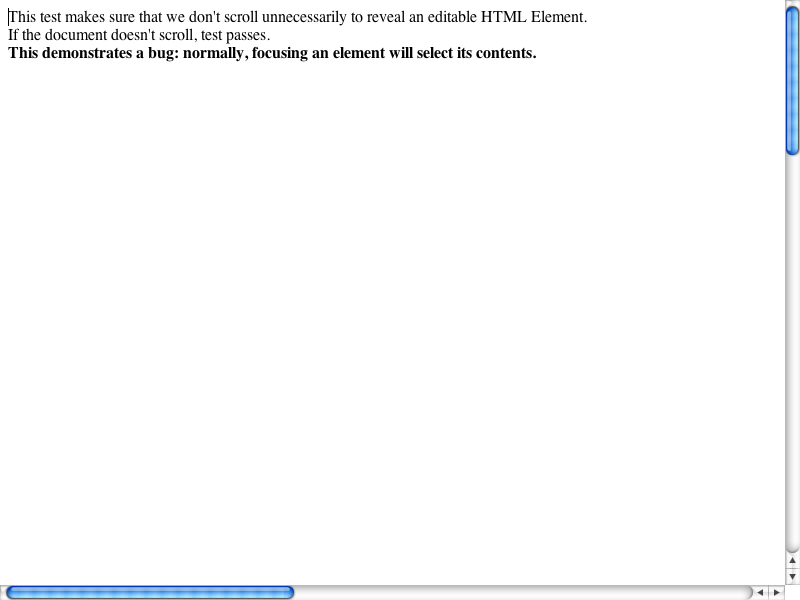 This test makes sure that we don't scroll unnecessarily to reveal an editable HTML Element.
If the document doesn't scroll, test passes.
This demonstrates a bug: normally, focusing an element will select its contents.